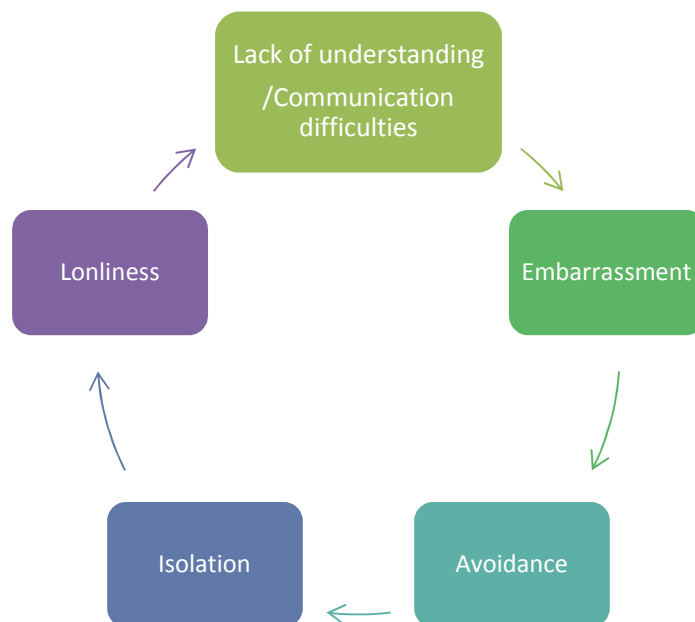 Lack of understanding
/Communication
difficulties
Embarrassment
Avoidance
Isolation
Lonliness